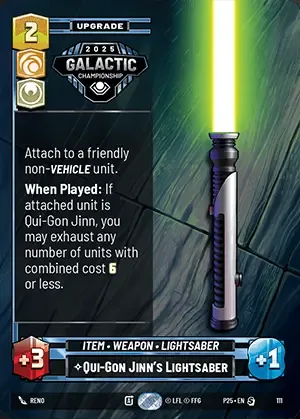 2
UPGRADE
2025
GALACTIC
CHAMPIONSHIP
Attach to a friendly
non-VEHICLE unit.
When Played: If
attached unit is
Qui-Gon Jinn, you
may exhaust any
number of units with
combined cost 6
or less.
ITEM • WEAPON • LIGHTSABER
+3
✧QUI-GON JINN'S LIGHTSABER
+1
RENO
© LFL © FFG
P25 • EN
111